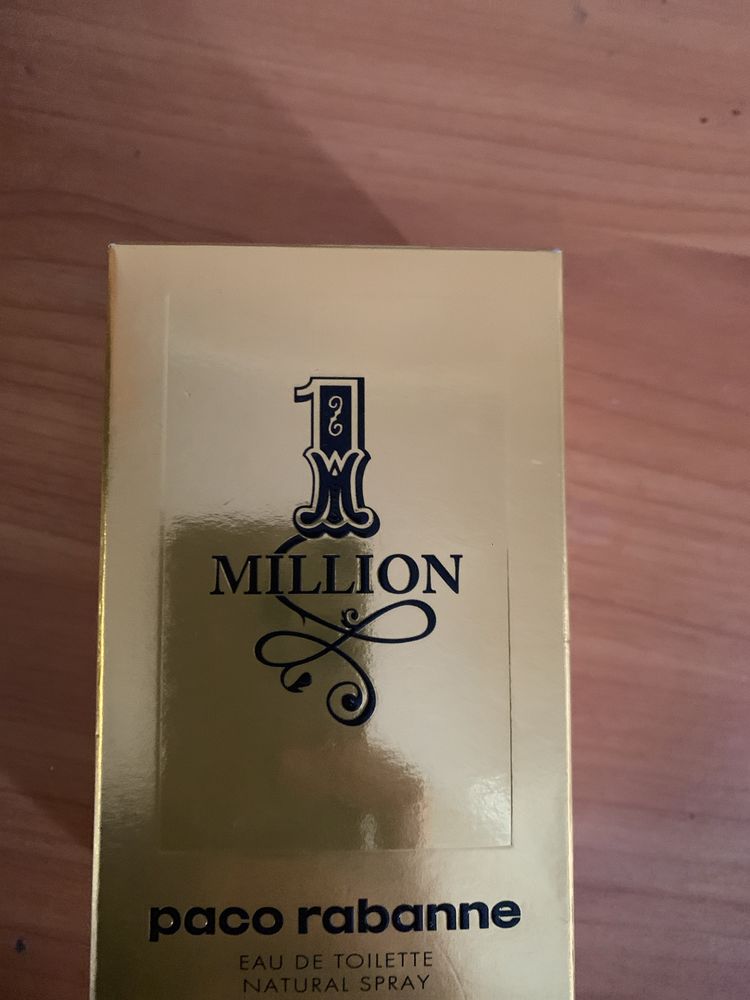 1
MILLION
paco rabanne
EAU DE TOILETTE
NATURAL SPRAY